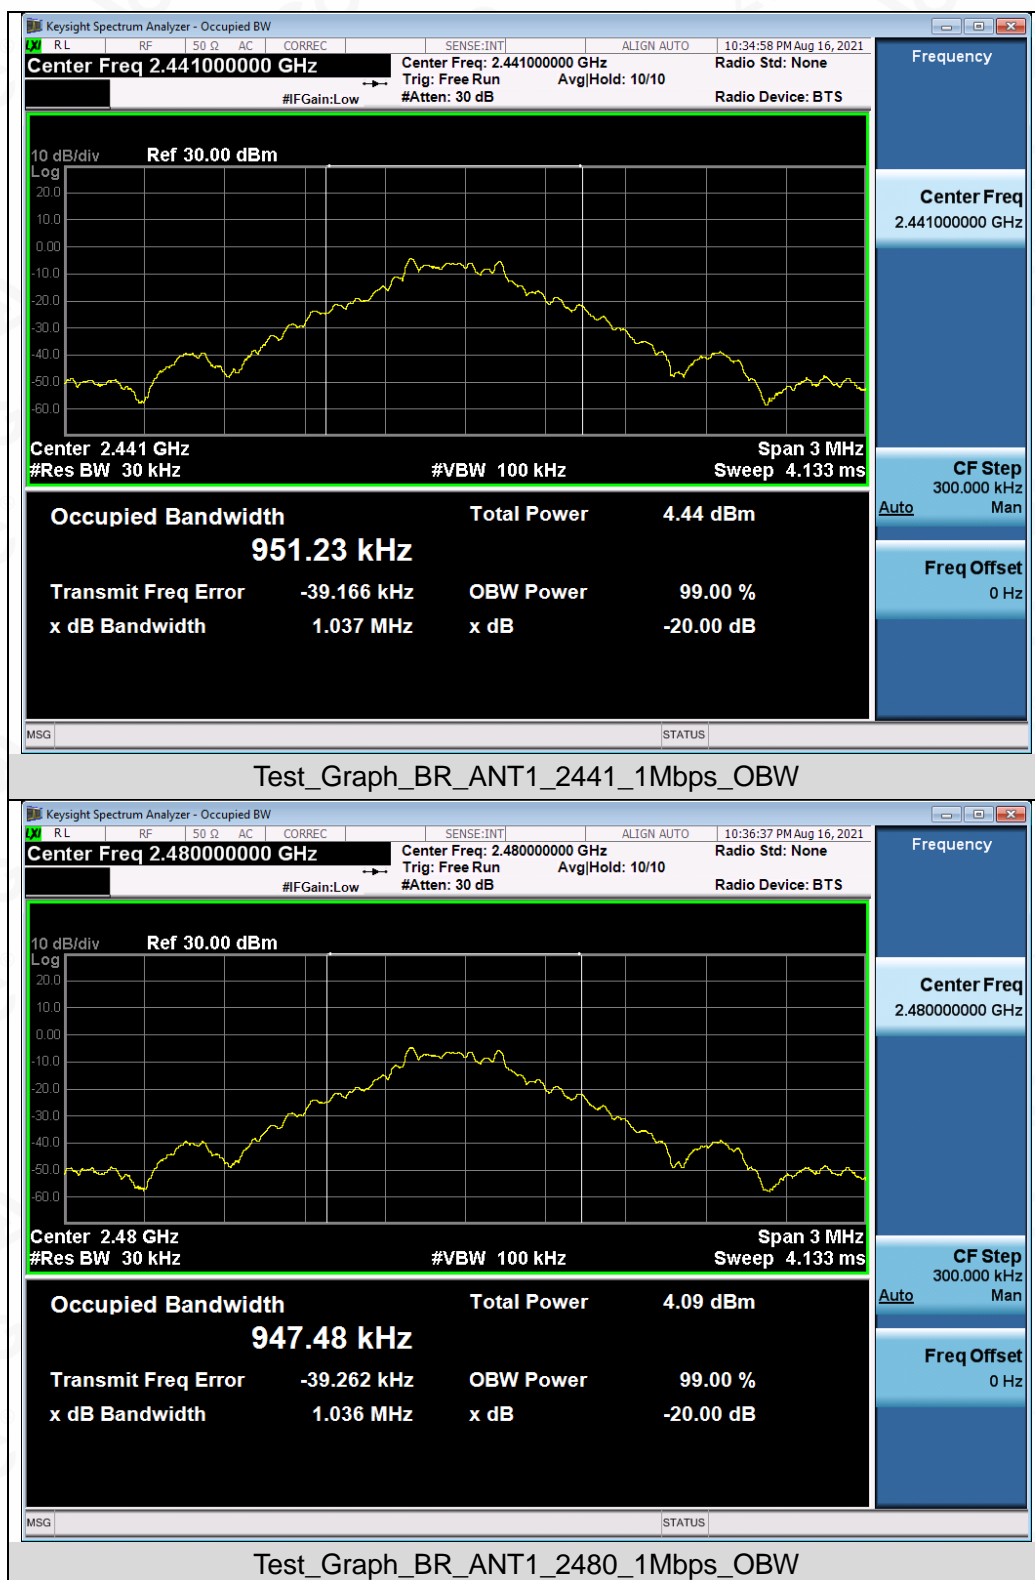 Keysight Spectrum Analyzer - Occupied BW
LXI RL RF 50 Ω AC CORREC SENSE:INT ALIGN AUTO 10:34:58 PM Aug 16, 2021
Center Freq 2.441000000 GHz Center Freq: 2.441000000 GHz Radio Std: None Frequency
Trig: Free Run Avg|Hold: 10/10
#IFGain:Low #Atten: 30 dB Radio Device: BTS
10 dB/div Ref 30.00 dBm
Log
20.0
10.0
0.00
-10.0
-20.0
-30.0
-40.0
-50.0
-60.0
Center Freq
2.441000000 GHz
Center 2.441 GHz Span 3 MHz
#Res BW 30 kHz #VBW 100 kHz Sweep 4.133 ms
CF Step
300.000 kHz
Auto Man
Occupied Bandwidth Total Power 4.44 dBm
951.23 kHz
Transmit Freq Error -39.166 kHz OBW Power 99.00 %
x dB Bandwidth 1.037 MHz x dB -20.00 dB
Freq Offset
0 Hz
MSG STATUS
Test_Graph_BR_ANT1_2441_1Mbps_OBW
Keysight Spectrum Analyzer - Occupied BW
LXI RL RF 50 Ω AC CORREC SENSE:INT ALIGN AUTO 10:36:37 PM Aug 16, 2021
Center Freq 2.480000000 GHz Center Freq: 2.480000000 GHz Radio Std: None Frequency
Trig: Free Run Avg|Hold: 10/10
#IFGain:Low #Atten: 30 dB Radio Device: BTS
10 dB/div Ref 30.00 dBm
Log
20.0
10.0
0.00
-10.0
-20.0
-30.0
-40.0
-50.0
-60.0
Center Freq
2.480000000 GHz
Center 2.48 GHz Span 3 MHz
#Res BW 30 kHz #VBW 100 kHz Sweep 4.133 ms
CF Step
300.000 kHz
Auto Man
Occupied Bandwidth Total Power 4.09 dBm
947.48 kHz
Transmit Freq Error -39.262 kHz OBW Power 99.00 %
x dB Bandwidth 1.036 MHz x dB -20.00 dB
Freq Offset
0 Hz
MSG STATUS
Test_Graph_BR_ANT1_2480_1Mbps_OBW